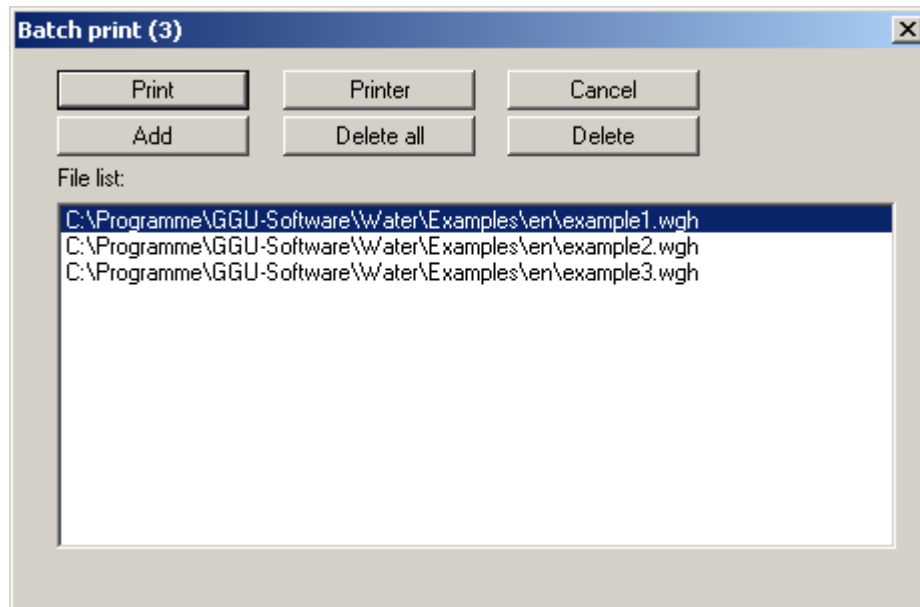 Batch print (3)
Print Printer Cancel
Add Delete all Delete
File list:
C:\Programme\GGU-Software\Water\Examples\en\example1.wgh
C:\Programme\GGU-Software\Water\Examples\en\example2.wgh
C:\Programme\GGU-Software\Water\Examples\en\example3.wgh